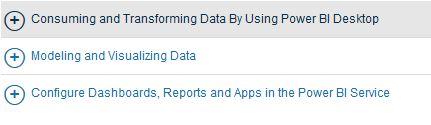 Consuming and Transforming Data By Using Power BI Desktop
Modeling and Visualizing Data
Configure Dashboards, Reports and Apps in the Power BI Service